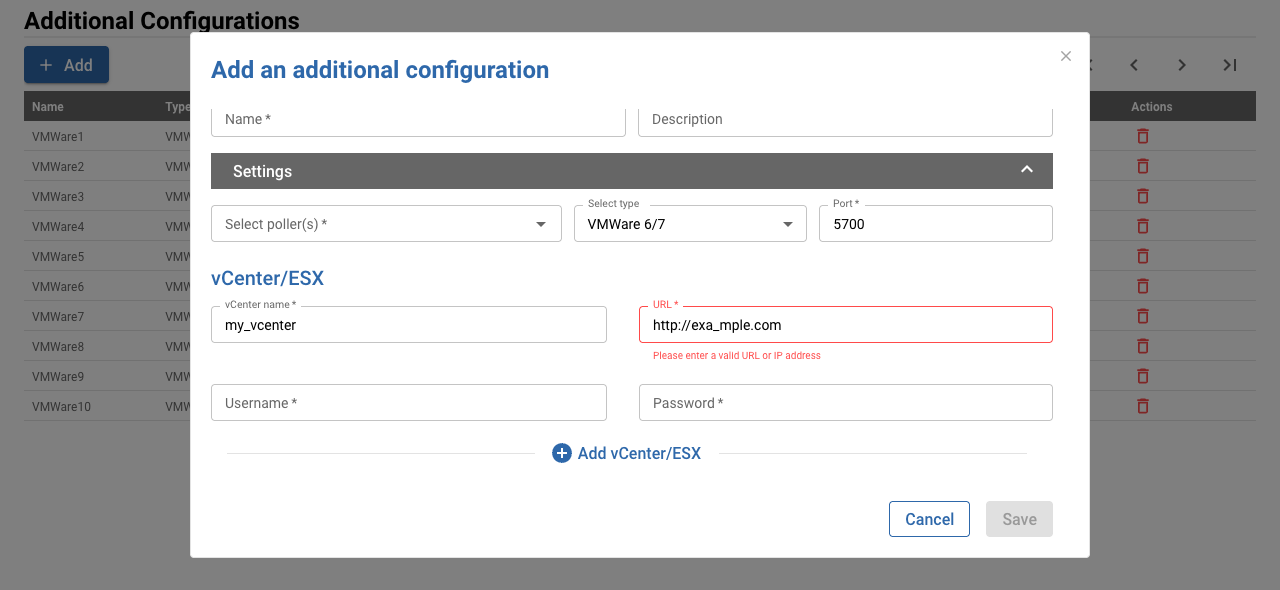 Additional Configurations
Add
Add an additional configuration
Name
Type
Actions
Name *
Description
VMWare1
VMW
VMWare2
VMW
Settings
VMWare3
VMW
VMWare4
VMW
Select poller(s) *
Select type
VMWare 6/7
Port *
5700
VMWare5
VMW
VMWare6
VMW
vCenter/ESX
VMWare7
VMW
vCenter name *
my_vcenter
URL *
http://exa_mple.com
Please enter a valid URL or IP address
VMWare8
VMW
VMWare9
VMW
VMWare10
VMW
Username *
Password *
Add vCenter/ESX
Cancel
Save